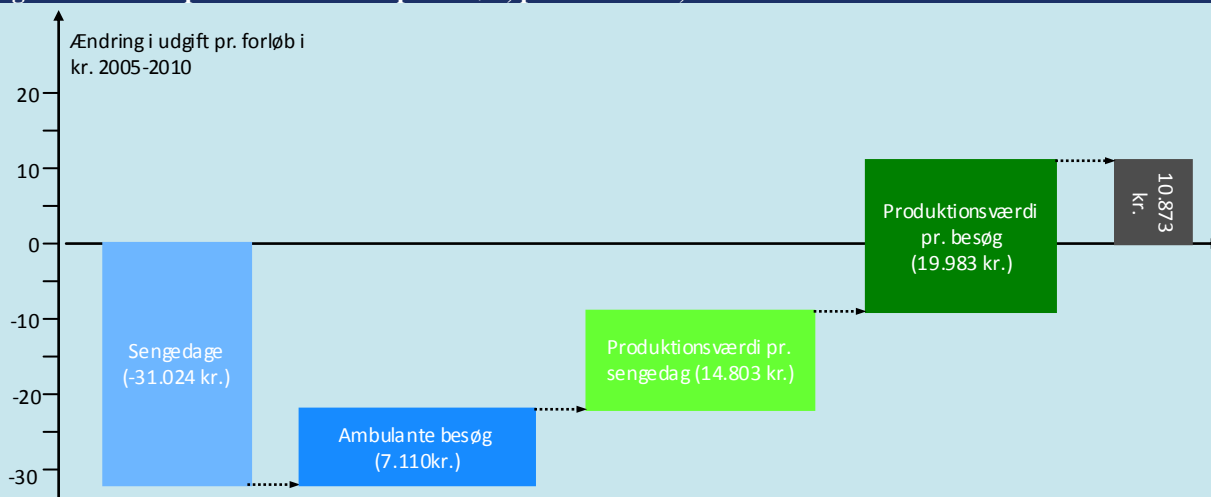 Ændring i udgift pr. forløb i
kr. 2005-2010
20
10
0
-10
-20
-30
Sengedage
(-31.024 kr.)
Ambulante besøg
(7.110kr.)
Produktionsværdi pr.
sengedag (14.803 kr.)
Produktionsværdi
pr. besøg
(19.983 kr.)
10.873
kr.